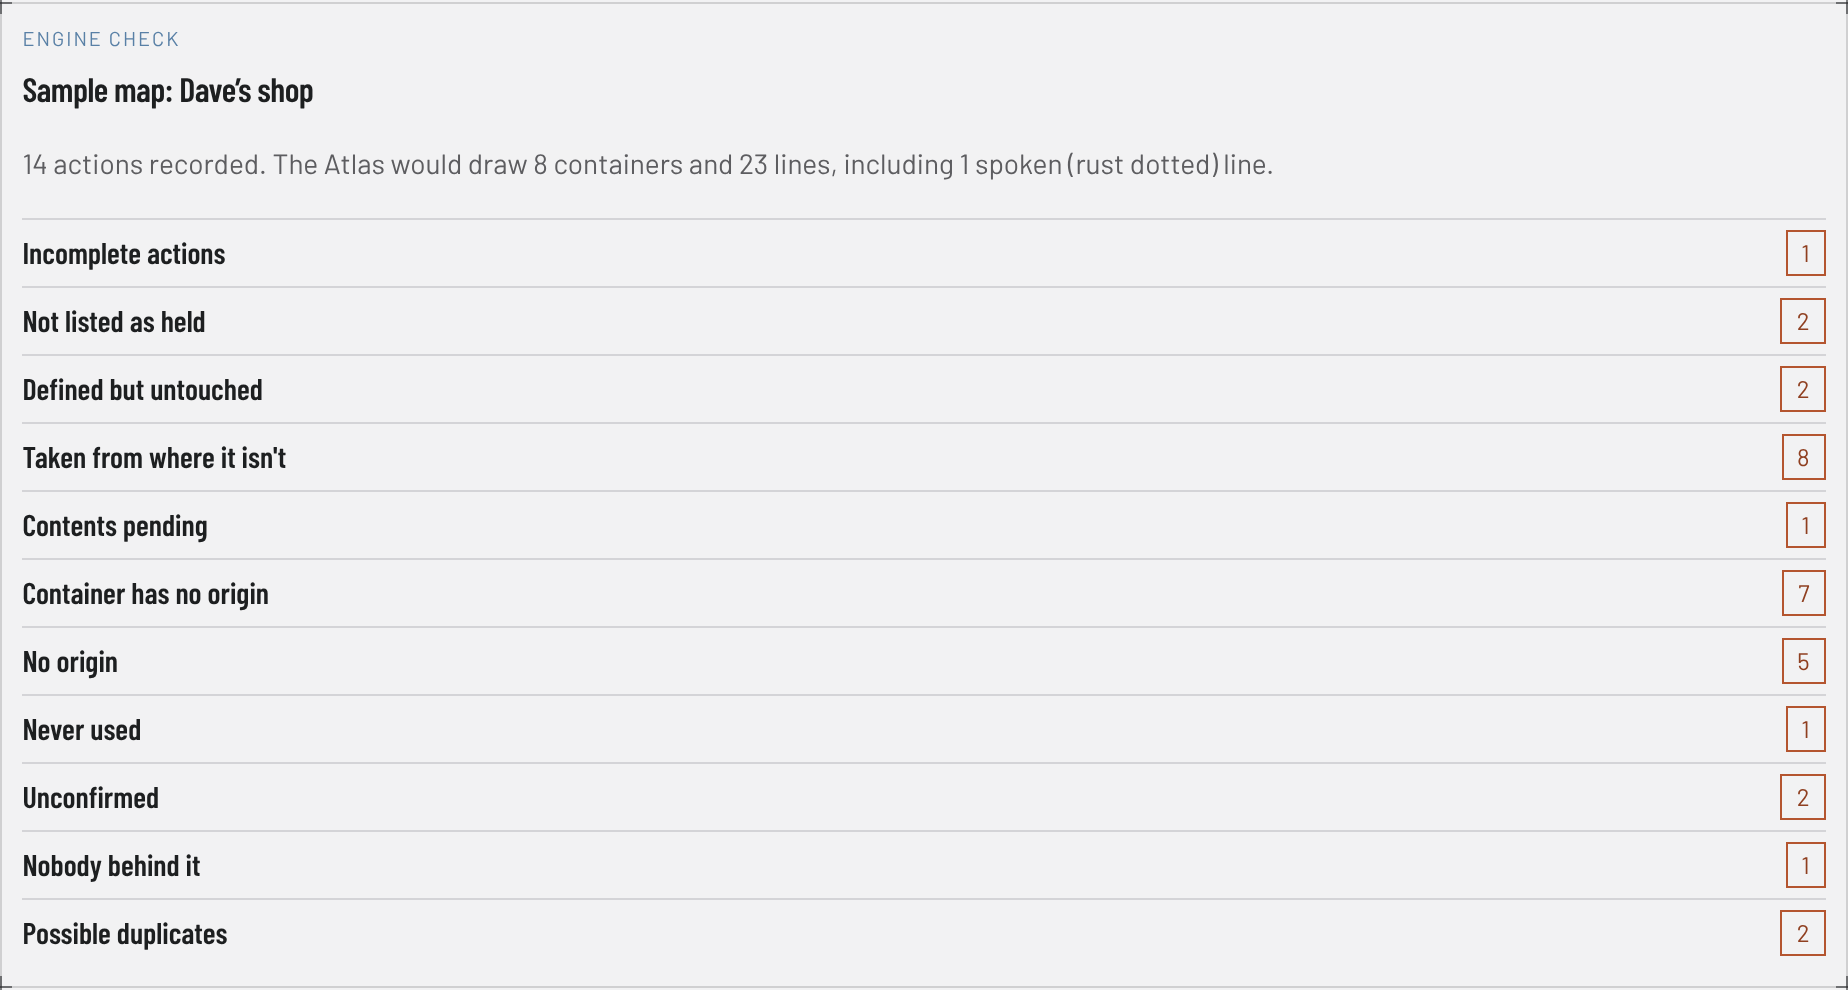 ENGINE CHECK
Sample map: Dave’s shop
14 actions recorded. The Atlas would draw 8 containers and 23 lines, including 1 spoken (rust dotted) line.
Incomplete actions 1
Not listed as held 2
Defined but untouched 2
Taken from where it isn't 8
Contents pending 1
Container has no origin 7
No origin 5
Never used 1
Unconfirmed 2
Nobody behind it 1
Possible duplicates 2